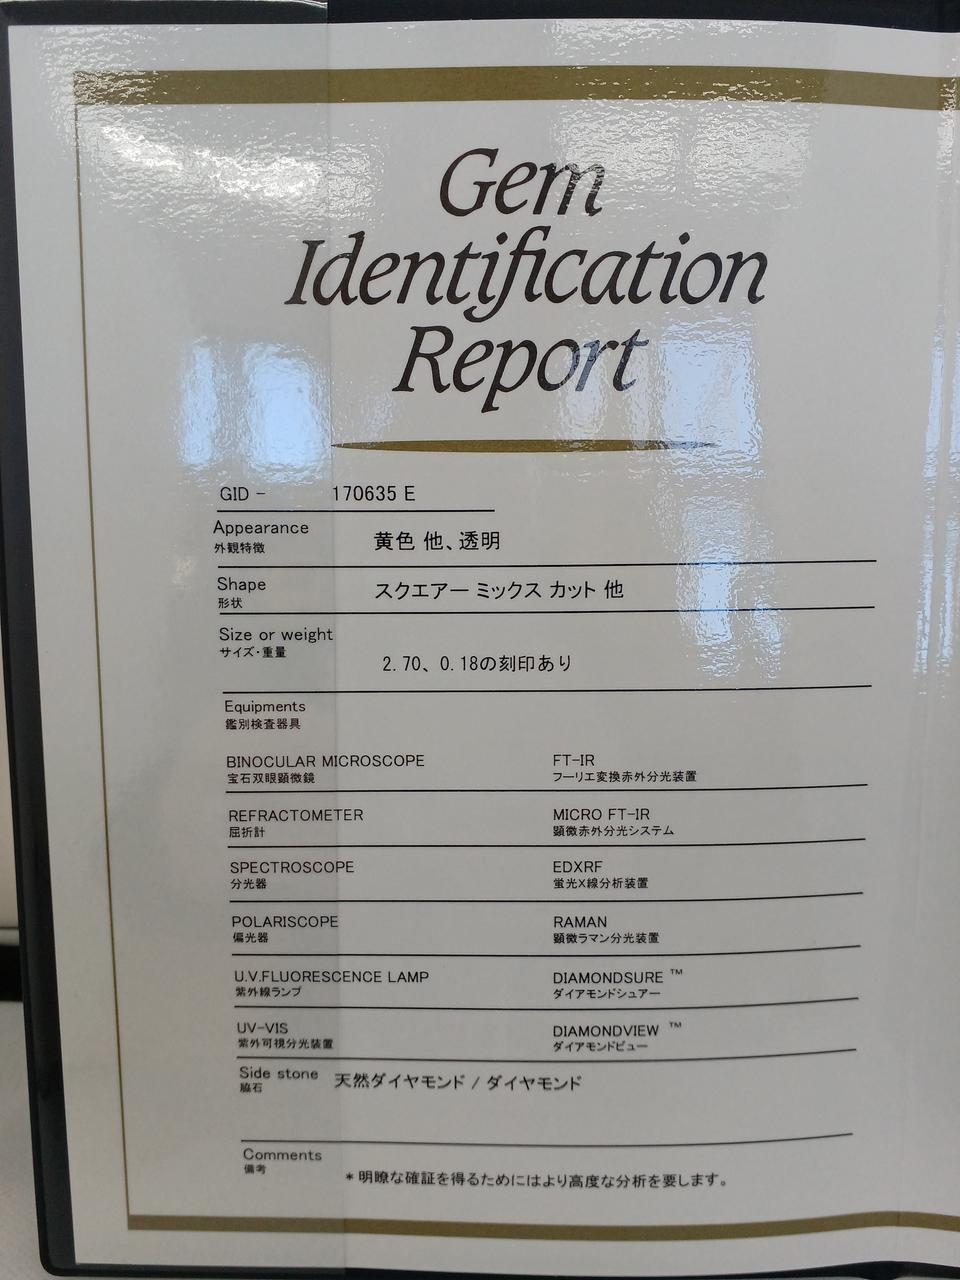 Gem
Identification
Report
GID - 170635 E
Appearance
外観特徴
黄色 他、透明
Shape
形状
スクエアー ミックス カット 他
Size or weight
サイズ・重量
2.70、0.18の刻印あり
Equipments
鑑別検査器具
BINOCULAR MICROSCOPE
宝石双眼顕微鏡
FT-IR
フーリエ変換赤外分光装置
REFRACTOMETER
屈折計
MICRO FT-IR
顕微赤外分光システム
SPECTROSCOPE
分光器
EDXRF
蛍光X線分析装置
POLARISCOPE
偏光器
RAMAN
顕微ラマン分光装置
U.V.FLUORESCENCE LAMP
紫外線ランプ
DIAMONDSURE ™
ダイアモンドシュアー
UV-VIS
紫外可視分光装置
DIAMONDVIEW ™
ダイアモンドビュー
Side stone
脇石
天然ダイヤモンド / ダイヤモンド
Comments
備考
* 明瞭な確証を得るためにはより高度な分析を要します。